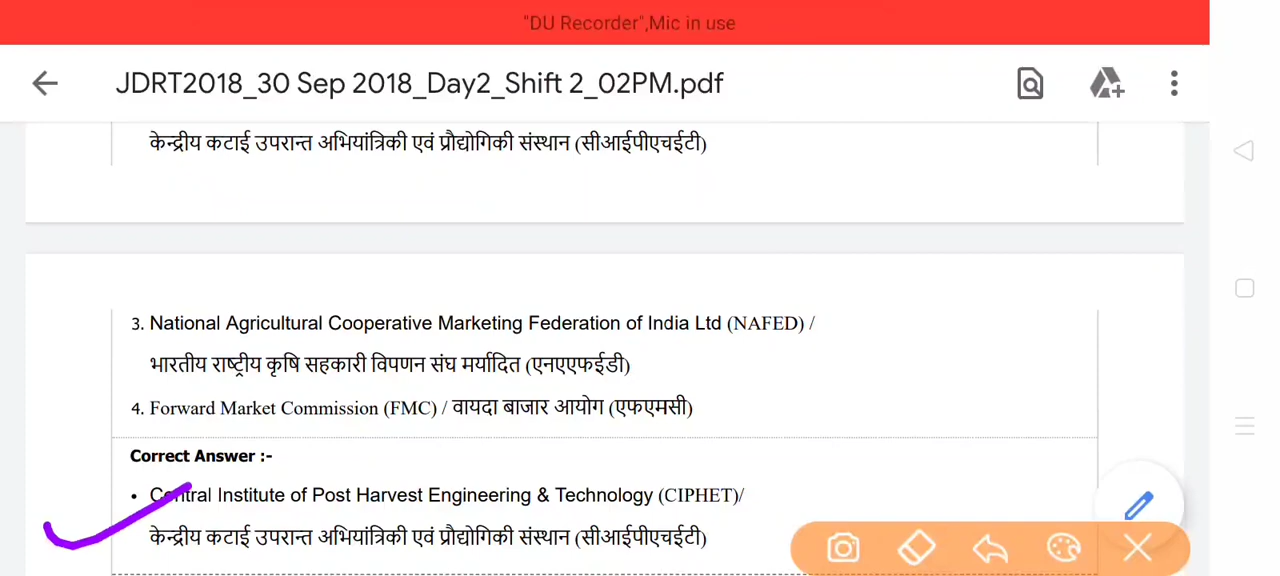 "DU Recorder",Mic in use
JDRT2018_30 Sep 2018_Day2_Shift 2_02PM.pdf
केन्द्रीय कटाई उपरान्त अभियांत्रिकी एवं प्रौद्योगिकी संस्थान (सीआईपीएचईटी)
3. National Agricultural Cooperative Marketing Federation of India Ltd (NAFED) /
भारतीय राष्ट्रीय कृषि सहकारी विपणन संघ मर्यादित (एनएएफईडी)
4. Forward Market Commission (FMC) / वायदा बाजार आयोग (एफएमसी)
Correct Answer :-
• Central Institute of Post Harvest Engineering & Technology (CIPHET)/
केन्द्रीय कटाई उपरान्त अभियांत्रिकी एवं प्रौद्योगिकी संस्थान (सीआईपीएचईटी)